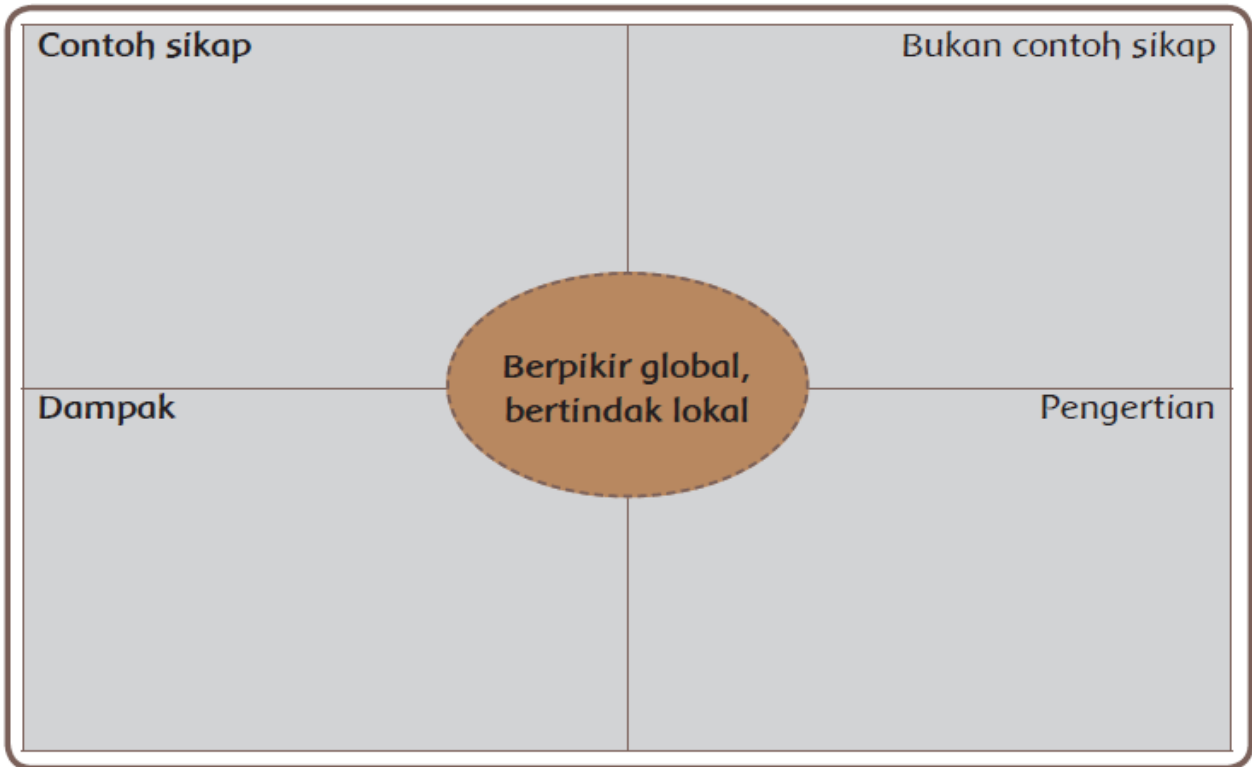 Contoh sikap
Bukan contoh sikap
Berpikir global,
bertindak lokal
Dampak
Pengertian